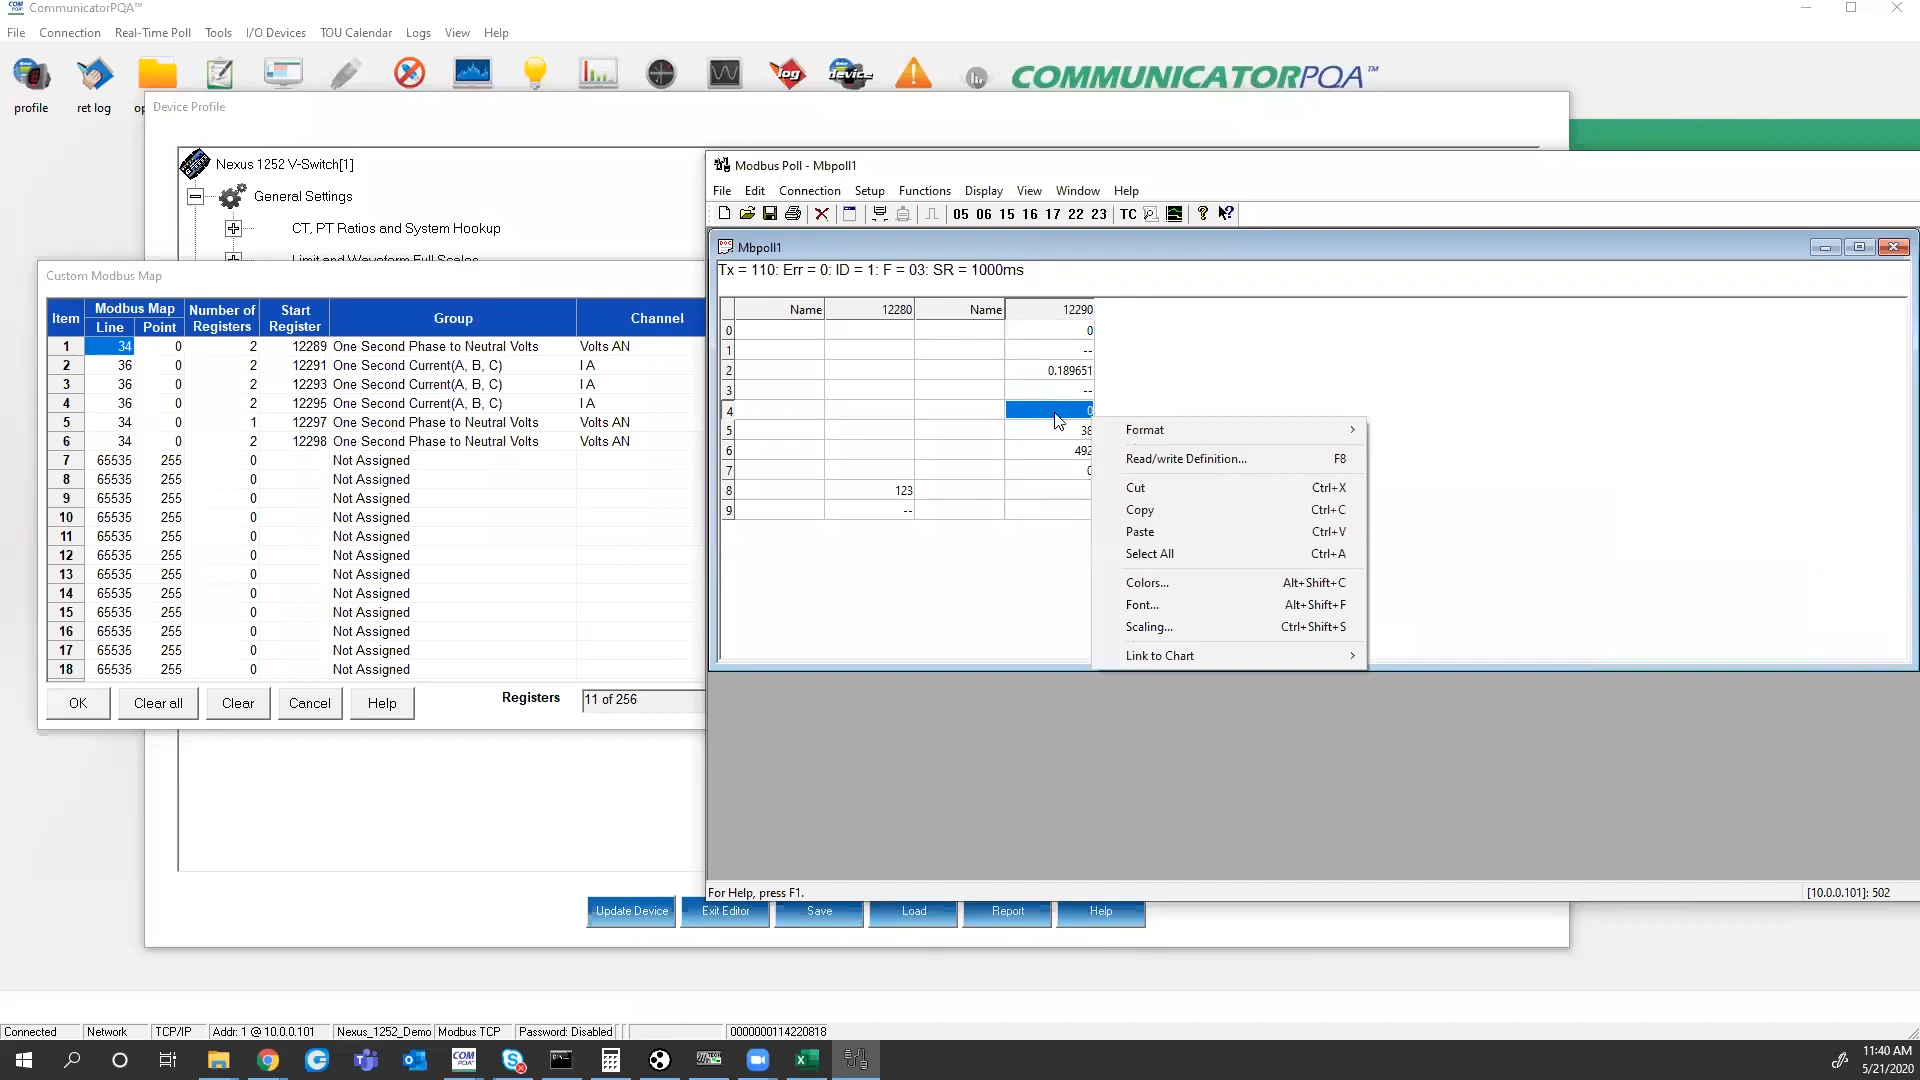 CommunicatorPQA™
File Connection Real-Time Poll Tools I/O Devices TOU Calendar Logs View Help
log device COMMUNICATORPQA™
profile ret log op
Device Profile
Nexus 1252 V-Switch[1]
General Settings
CT, PT Ratios and System Hookup
Limit and Waveform Full Scales
Custom Modbus Map
Item Modbus Map Number of Registers Start Register Group Channel
Line Point
1 34 0 2 12289 One Second Phase to Neutral Volts Volts AN
2 36 0 2 12291 One Second Current(A, B, C) I A
3 36 0 2 12293 One Second Current(A, B, C) I A
4 36 0 2 12295 One Second Current(A, B, C) I A
5 34 0 1 12297 One Second Phase to Neutral Volts Volts AN
6 34 0 2 12298 One Second Phase to Neutral Volts Volts AN
7 65535 255 0 Not Assigned
8 65535 255 0 Not Assigned
9 65535 255 0 Not Assigned
10 65535 255 0 Not Assigned
11 65535 255 0 Not Assigned
12 65535 255 0 Not Assigned
13 65535 255 0 Not Assigned
14 65535 255 0 Not Assigned
15 65535 255 0 Not Assigned
16 65535 255 0 Not Assigned
17 65535 255 0 Not Assigned
18 65535 255 0 Not Assigned
OK Clear all Clear Cancel Help Registers 11 of 256
Modbus Poll - Mbpoll1
File Edit Connection Setup Functions Display View Window Help
05 06 15 16 17 22 23 TC
Mbpoll1
Tx = 110: Err = 0: ID = 1: F = 03: SR = 1000ms
Name 12280 Name 12290
0 0
1 --
2 0.189651
3 --
4 0
5 38
6 492
7 0
8 123
9 --
Format
Read/write Definition... F8
Cut Ctrl+X
Copy Ctrl+C
Paste Ctrl+V
Select All Ctrl+A
Colors... Alt+Shift+C
Font... Alt+Shift+F
Scaling... Ctrl+Shift+S
Link to Chart
For Help, press F1. [10.0.0.101]: 502
Update Device Exit Editor Save Load Report Help
Connected Network TCP/IP Addr: 1 @ 10.0.0.101 Nexus_1252_Demo Modbus TCP Password: Disabled 0000000114220818
11:40 AM
5/21/2020